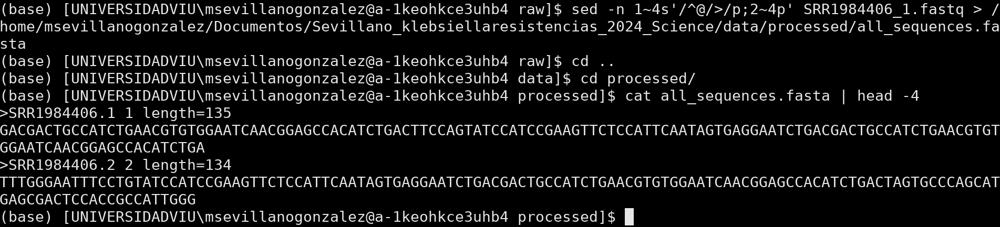 (base) [UNIVERSIDADVIU\msevillanogonzalez@a-1keohkce3uhb4 raw]$ sed -n 1~4s'/^@/>/p;2~4p' SRR1984406_1.fastq > /
home/msevillanogonzalez/Documentos/Sevillano_klebsiellaresistencias_2024_Science/data/processed/all_sequences.fa
sta
(base) [UNIVERSIDADVIU\msevillanogonzalez@a-1keohkce3uhb4 raw]$ cd ..
(base) [UNIVERSIDADVIU\msevillanogonzalez@a-1keohkce3uhb4 data]$ cd processed/
(base) [UNIVERSIDADVIU\msevillanogonzalez@a-1keohkce3uhb4 processed]$ cat all_sequences.fasta | head -4
>SRR1984406.1 1 length=135
GACGACTGCCATCTGAACGTGTGGAATCAACGGAGCCACATCTGACTTCCAGTATCCATCCGAAGTTCTCCATTCAATAGTGAGGAATCTGACGACTGCCATCTGAACGTGT
GGAATCAACGGAGCCACATCTGA
>SRR1984406.2 2 length=134
TTTGGGAATTTCCTGTATCCATCCGAAGTTCTCCATTCAATAGTGAGGAATCTGACGACTGCCATCTGAACGTGTGGAATCAACGGAGCCACATCTGACTAGTGCCCAGCAT
GAGCGACTCCACCGCCATTGGG
(base) [UNIVERSIDADVIU\msevillanogonzalez@a-1keohkce3uhb4 processed]$